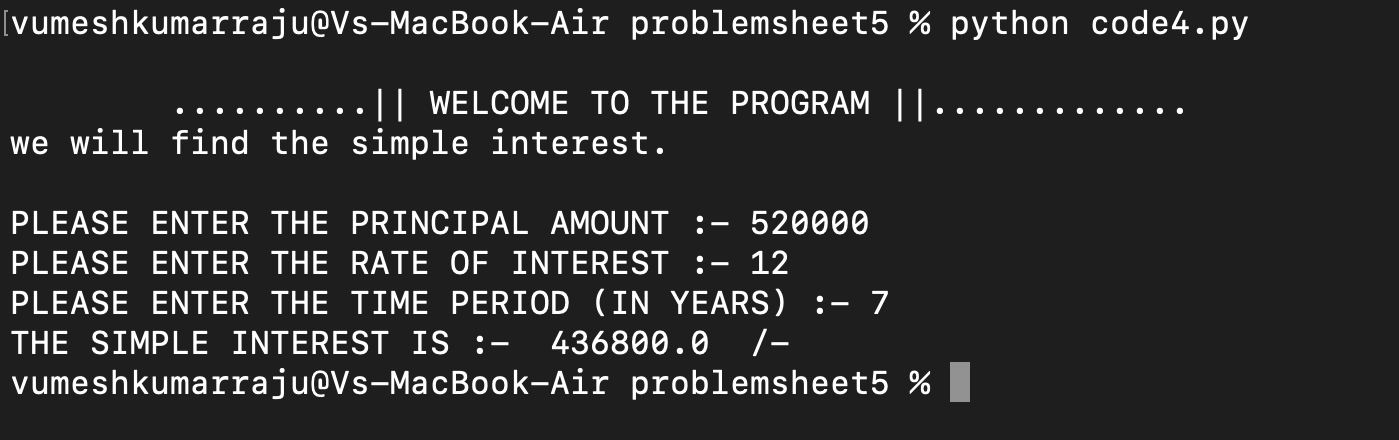 [vumeshkumarraju@Vs-MacBook-Air problemsheet5 % python code4.py
..........|| WELCOME TO THE PROGRAM ||.............
we will find the simple interest.
PLEASE ENTER THE PRINCIPAL AMOUNT :- 520000
PLEASE ENTER THE RATE OF INTEREST :- 12
PLEASE ENTER THE TIME PERIOD (IN YEARS) :- 7
THE SIMPLE INTEREST IS :-  436800.0  /-
vumeshkumarraju@Vs-MacBook-Air problemsheet5 %